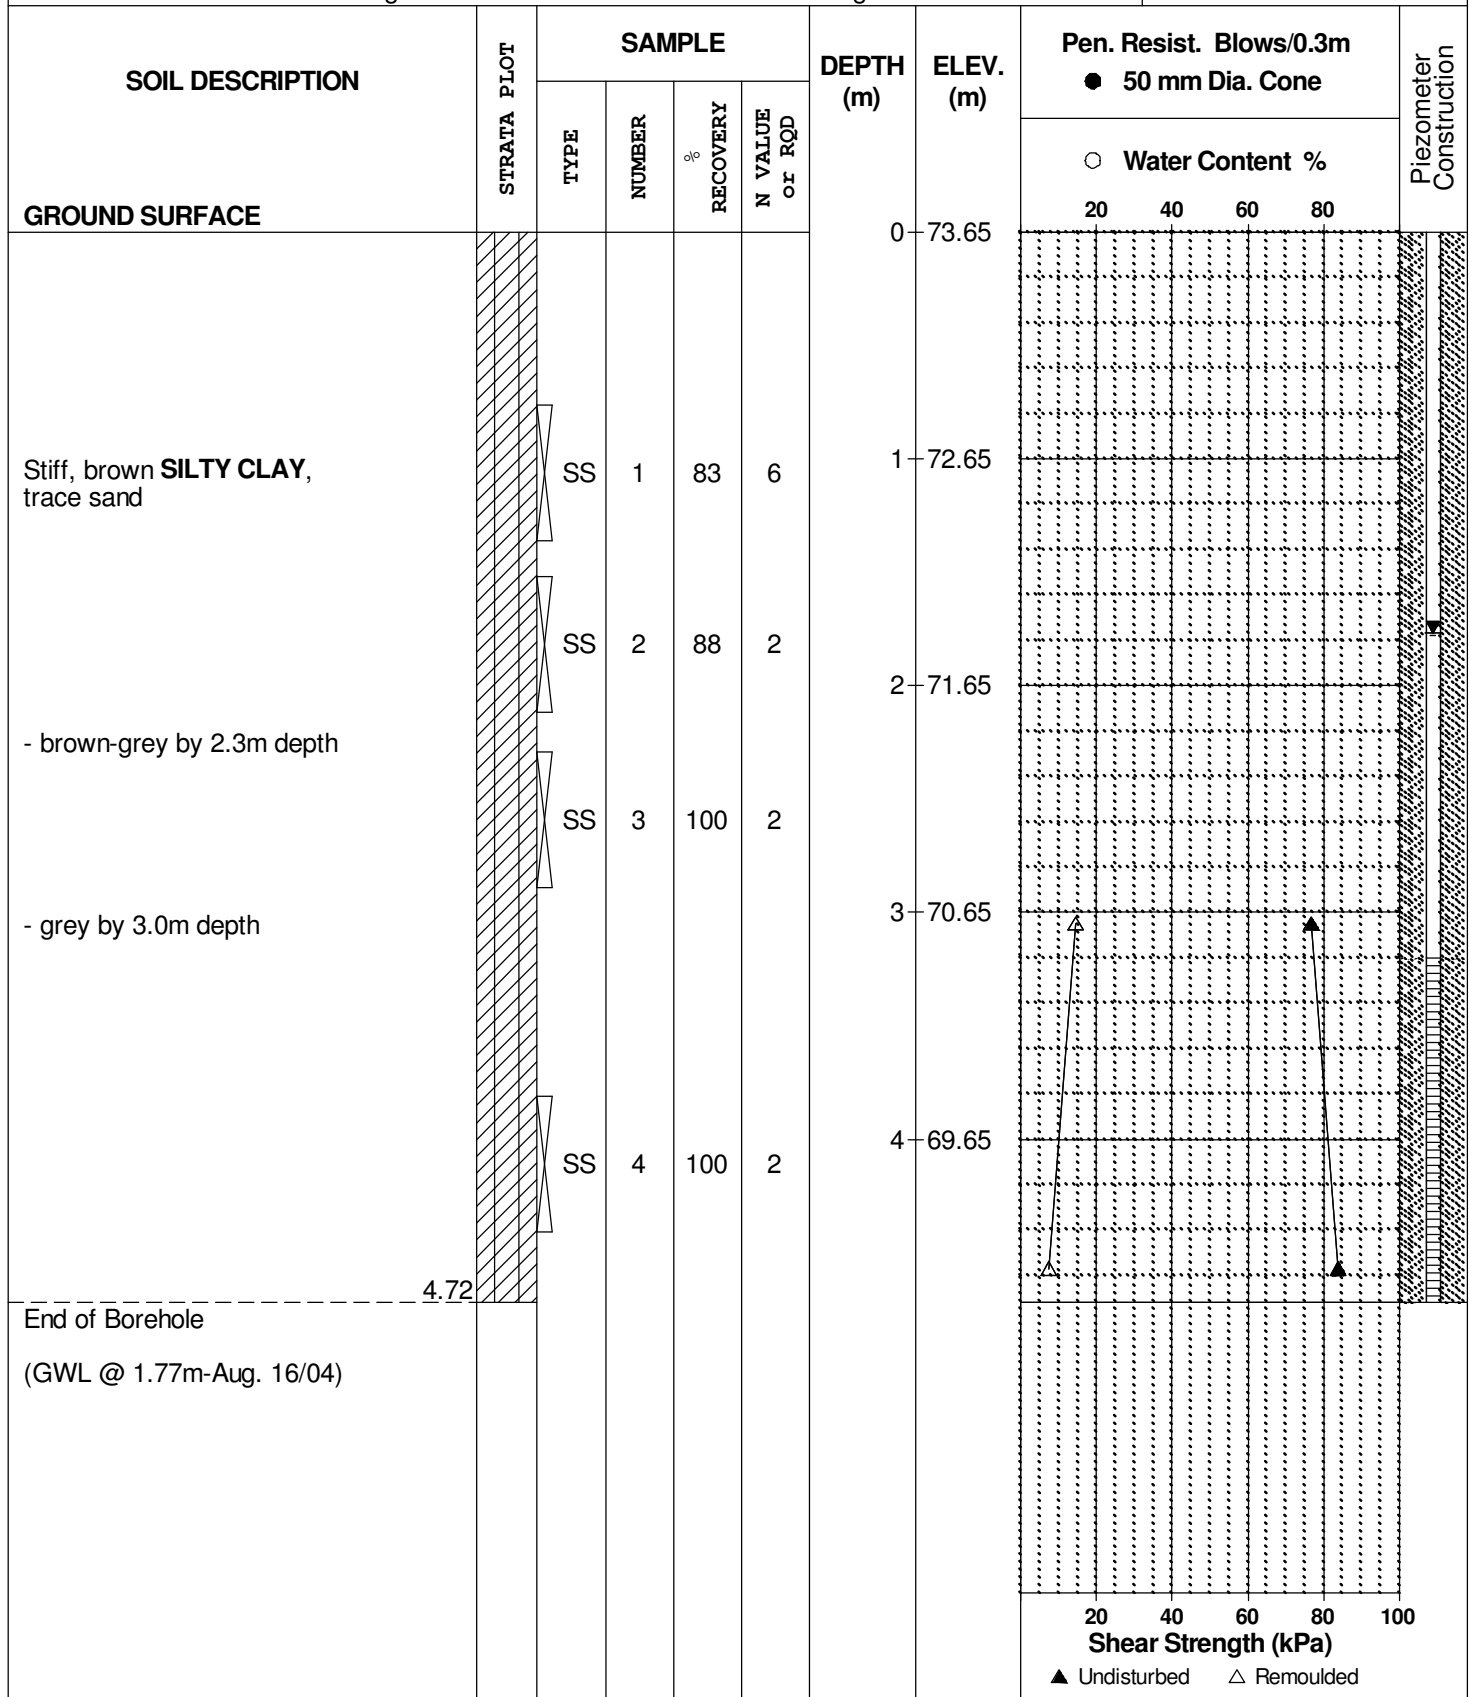 SOIL DESCRIPTION
GROUND SURFACE
STRATA PLOT
SAMPLE
TYPE
NUMBER
%
RECOVERY
N VALUE
or RQD
DEPTH
(m)
ELEV.
(m)
Pen. Resist. Blows/0.3m
● 50 mm Dia. Cone
○ Water Content %
20 40 60 80
Piezometer
Construction
0 73.65
Stiff, brown SILTY CLAY,
trace sand
SS 1 83 6
1 72.65
SS 2 88 2
2 71.65
- brown-grey by 2.3m depth
SS 3 100 2
3 70.65
- grey by 3.0m depth
4 69.65
SS 4 100 2
4.72
End of Borehole
(GWL @ 1.77m-Aug. 16/04)
20 40 60 80 100
Shear Strength (kPa)
▲ Undisturbed △ Remoulded